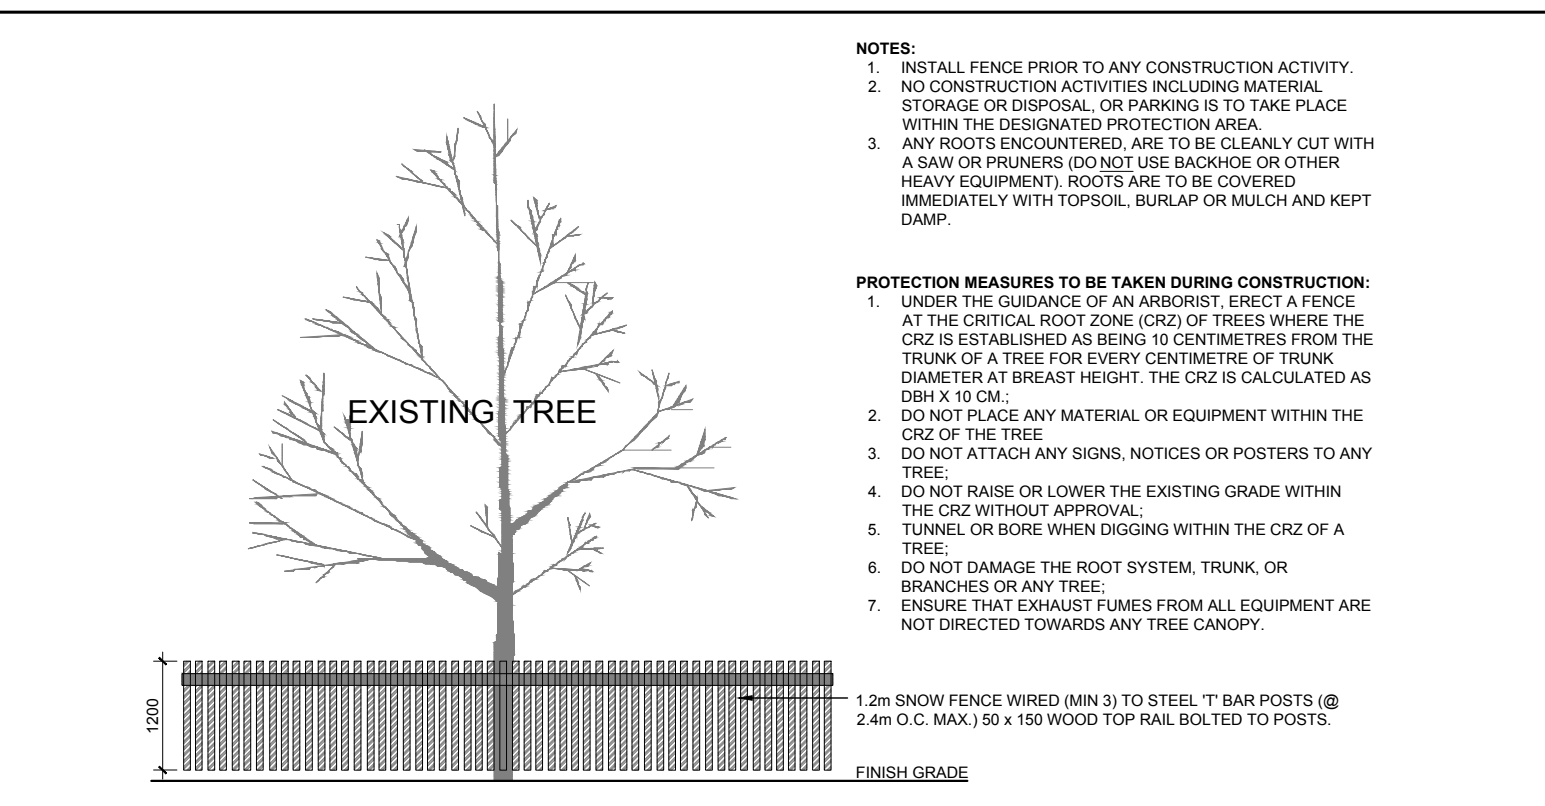 NOTES:
1. INSTALL FENCE PRIOR TO ANY CONSTRUCTION ACTIVITY.
2. NO CONSTRUCTION ACTIVITIES INCLUDING MATERIAL
STORAGE OR DISPOSAL, OR PARKING IS TO TAKE PLACE
WITHIN THE DESIGNATED PROTECTION AREA.
3. ANY ROOTS ENCOUNTERED, ARE TO BE CLEANLY CUT WITH
A SAW OR PRUNERS (DO NOT USE BACKHOE OR OTHER
HEAVY EQUIPMENT). ROOTS ARE TO BE COVERED
IMMEDIATELY WITH TOPSOIL, BURLAP OR MULCH AND KEPT
DAMP.
PROTECTION MEASURES TO BE TAKEN DURING CONSTRUCTION:
1. UNDER THE GUIDANCE OF AN ARBORIST, ERECT A FENCE
AT THE CRITICAL ROOT ZONE (CRZ) OF TREES WHERE THE
CRZ IS ESTABLISHED AS BEING 10 CENTIMETRES FROM THE
TRUNK OF A TREE FOR EVERY CENTIMETRE OF TRUNK
DIAMETER AT BREAST HEIGHT. THE CRZ IS CALCULATED AS
DBH X 10 CM.;
2. DO NOT PLACE ANY MATERIAL OR EQUIPMENT WITHIN THE
CRZ OF THE TREE
3. DO NOT ATTACH ANY SIGNS, NOTICES OR POSTERS TO ANY
TREE;
4. DO NOT RAISE OR LOWER THE EXISTING GRADE WITHIN
THE CRZ WITHOUT APPROVAL;
5. TUNNEL OR BORE WHEN DIGGING WITHIN THE CRZ OF A
TREE;
6. DO NOT DAMAGE THE ROOT SYSTEM, TRUNK, OR
BRANCHES OR ANY TREE;
7. ENSURE THAT EXHAUST FUMES FROM ALL EQUIPMENT ARE
NOT DIRECTED TOWARDS ANY TREE CANOPY.
EXISTING TREE
1200
1.2m SNOW FENCE WIRED (MIN 3) TO STEEL 'T' BAR POSTS (@
2.4m O.C. MAX.) 50 x 150 WOOD TOP RAIL BOLTED TO POSTS.
FINISH GRADE